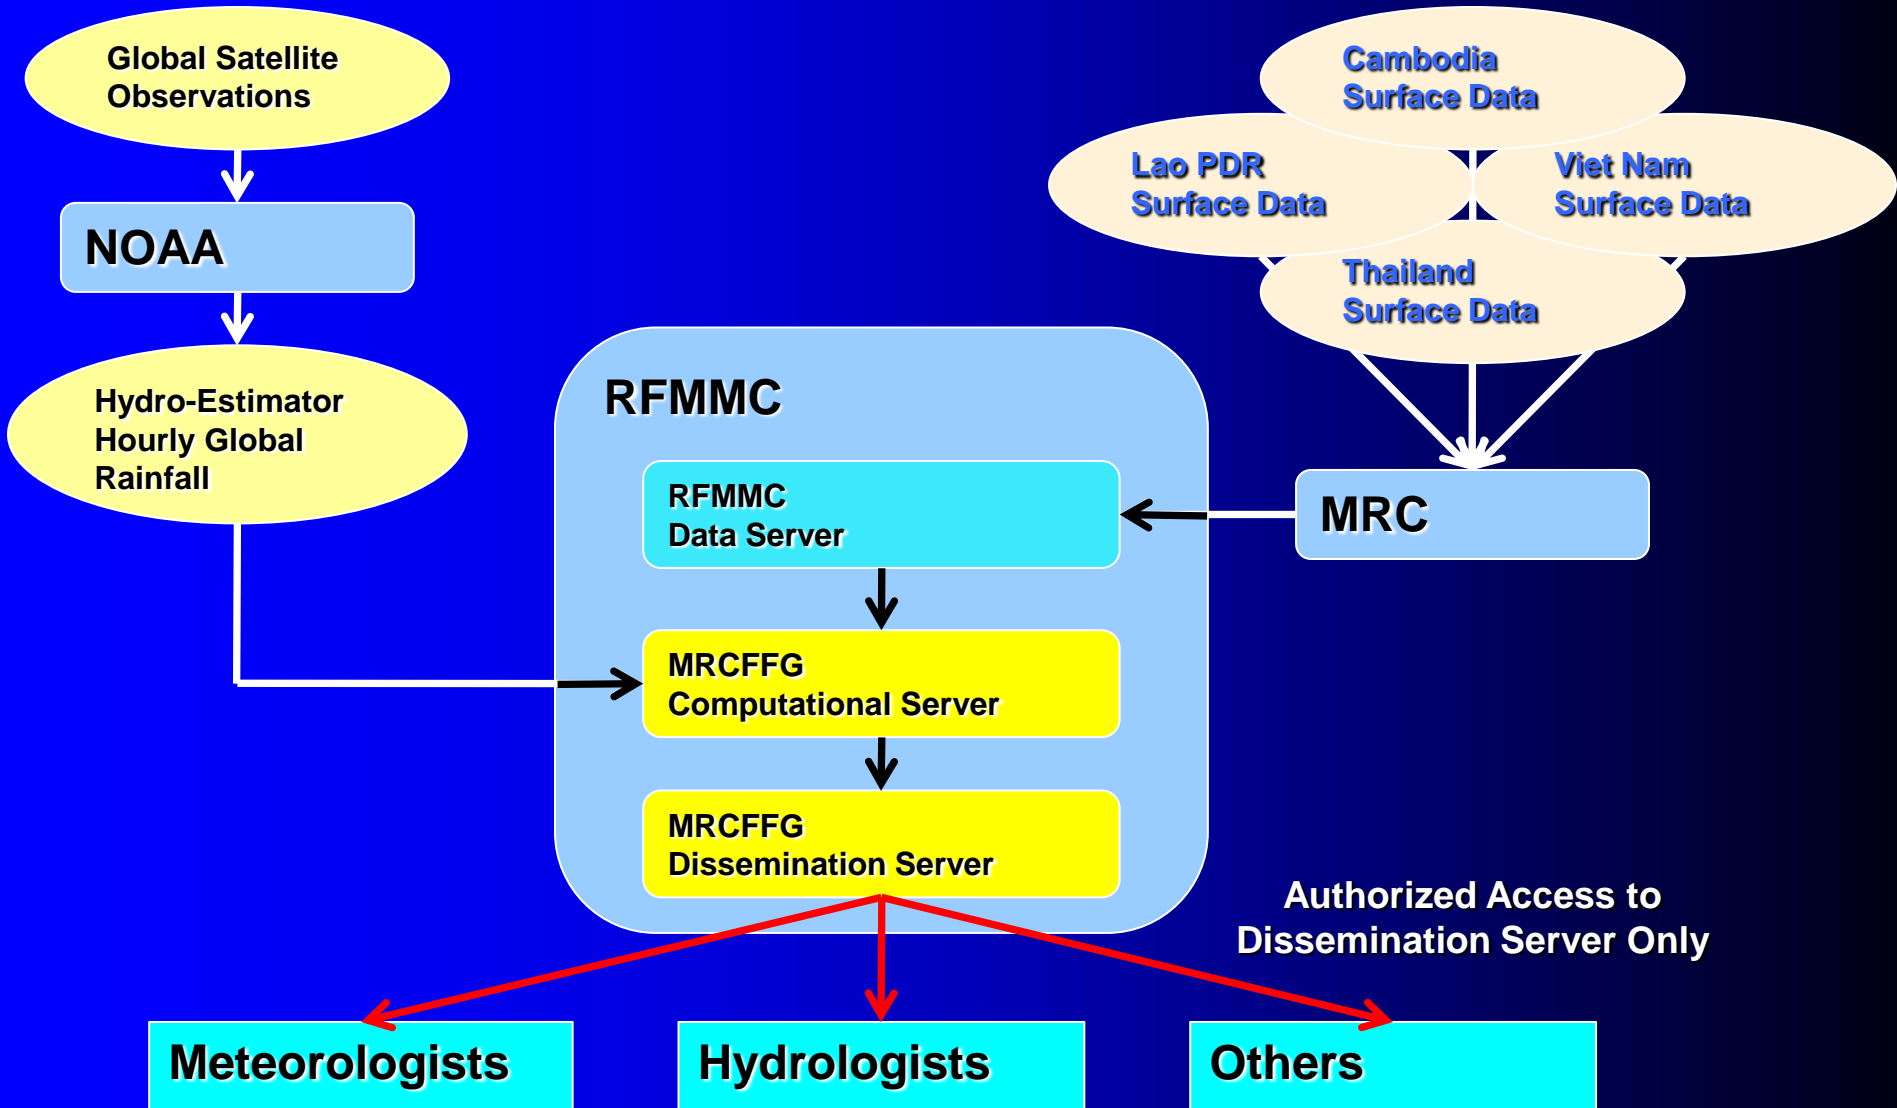 Global Satellite
Observations
NOAA
Hydro-Estimator
Hourly Global
Rainfall
Cambodia
Surface Data
Lao PDR
Surface Data
Viet Nam
Surface Data
Thailand
Surface Data
MRC
RFMMC
RFMMC
Data Server
MRCFFG
Computational Server
MRCFFG
Dissemination Server
Authorized Access to
Dissemination Server Only
Meteorologists
Hydrologists
Others